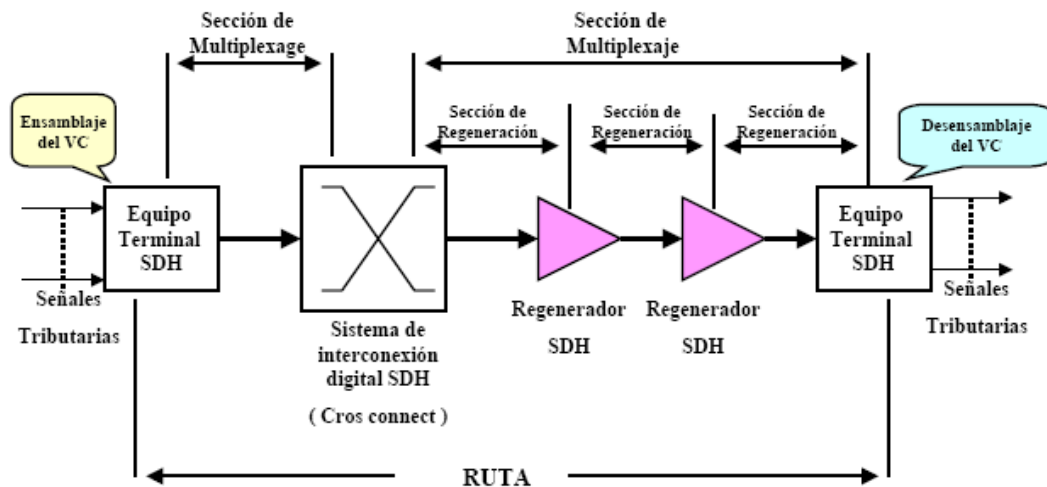 Sección de
Multiplexage
Sección de
Multiplexaje
Ensamblaje
del VC
Sección de
Regeneración
Sección de
Regeneración
Sección de
Regeneración
Desensamblaje
del VC
Equipo
Terminal
SDH
Equipo
Terminal
SDH
Señales
Tributarias
Sistema de
interconexión
digital SDH
( Cros connect )
Regenerador
SDH
Regenerador
SDH
Señales
Tributarias
RUTA